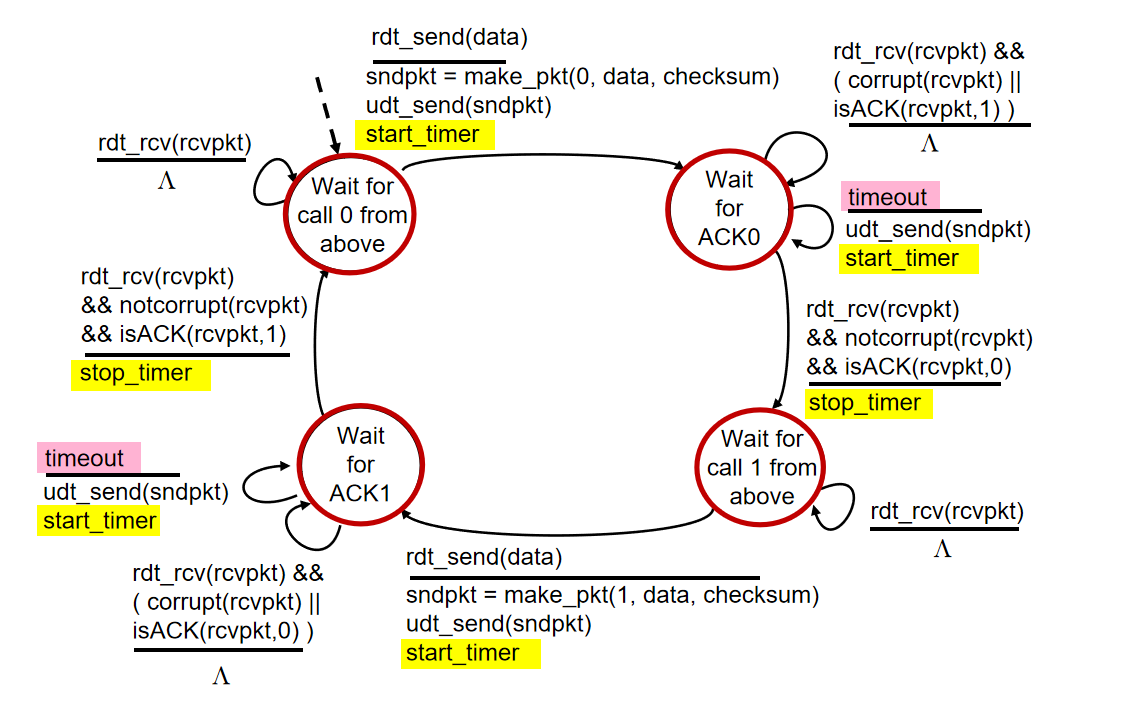 rdt_send(data)
sndpkt = make_pkt(0, data, checksum)
udt_send(sndpkt)
start_timer
rdt_rcv(rcvpkt) &&
( corrupt(rcvpkt) ||
isACK(rcvpkt,1) )
Λ
rdt_rcv(rcvpkt)
Λ
Wait for
call 0 from
above
Wait
for
ACK0
timeout
udt_send(sndpkt)
start_timer
rdt_rcv(rcvpkt)
&& notcorrupt(rcvpkt)
&& isACK(rcvpkt,1)
stop_timer
rdt_rcv(rcvpkt)
&& notcorrupt(rcvpkt)
&& isACK(rcvpkt,0)
stop_timer
Wait
for
ACK1
Wait for
call 1 from
above
timeout
udt_send(sndpkt)
start_timer
rdt_rcv(rcvpkt)
Λ
rdt_rcv(rcvpkt) &&
( corrupt(rcvpkt) ||
isACK(rcvpkt,0) )
Λ
rdt_send(data)
sndpkt = make_pkt(1, data, checksum)
udt_send(sndpkt)
start_timer